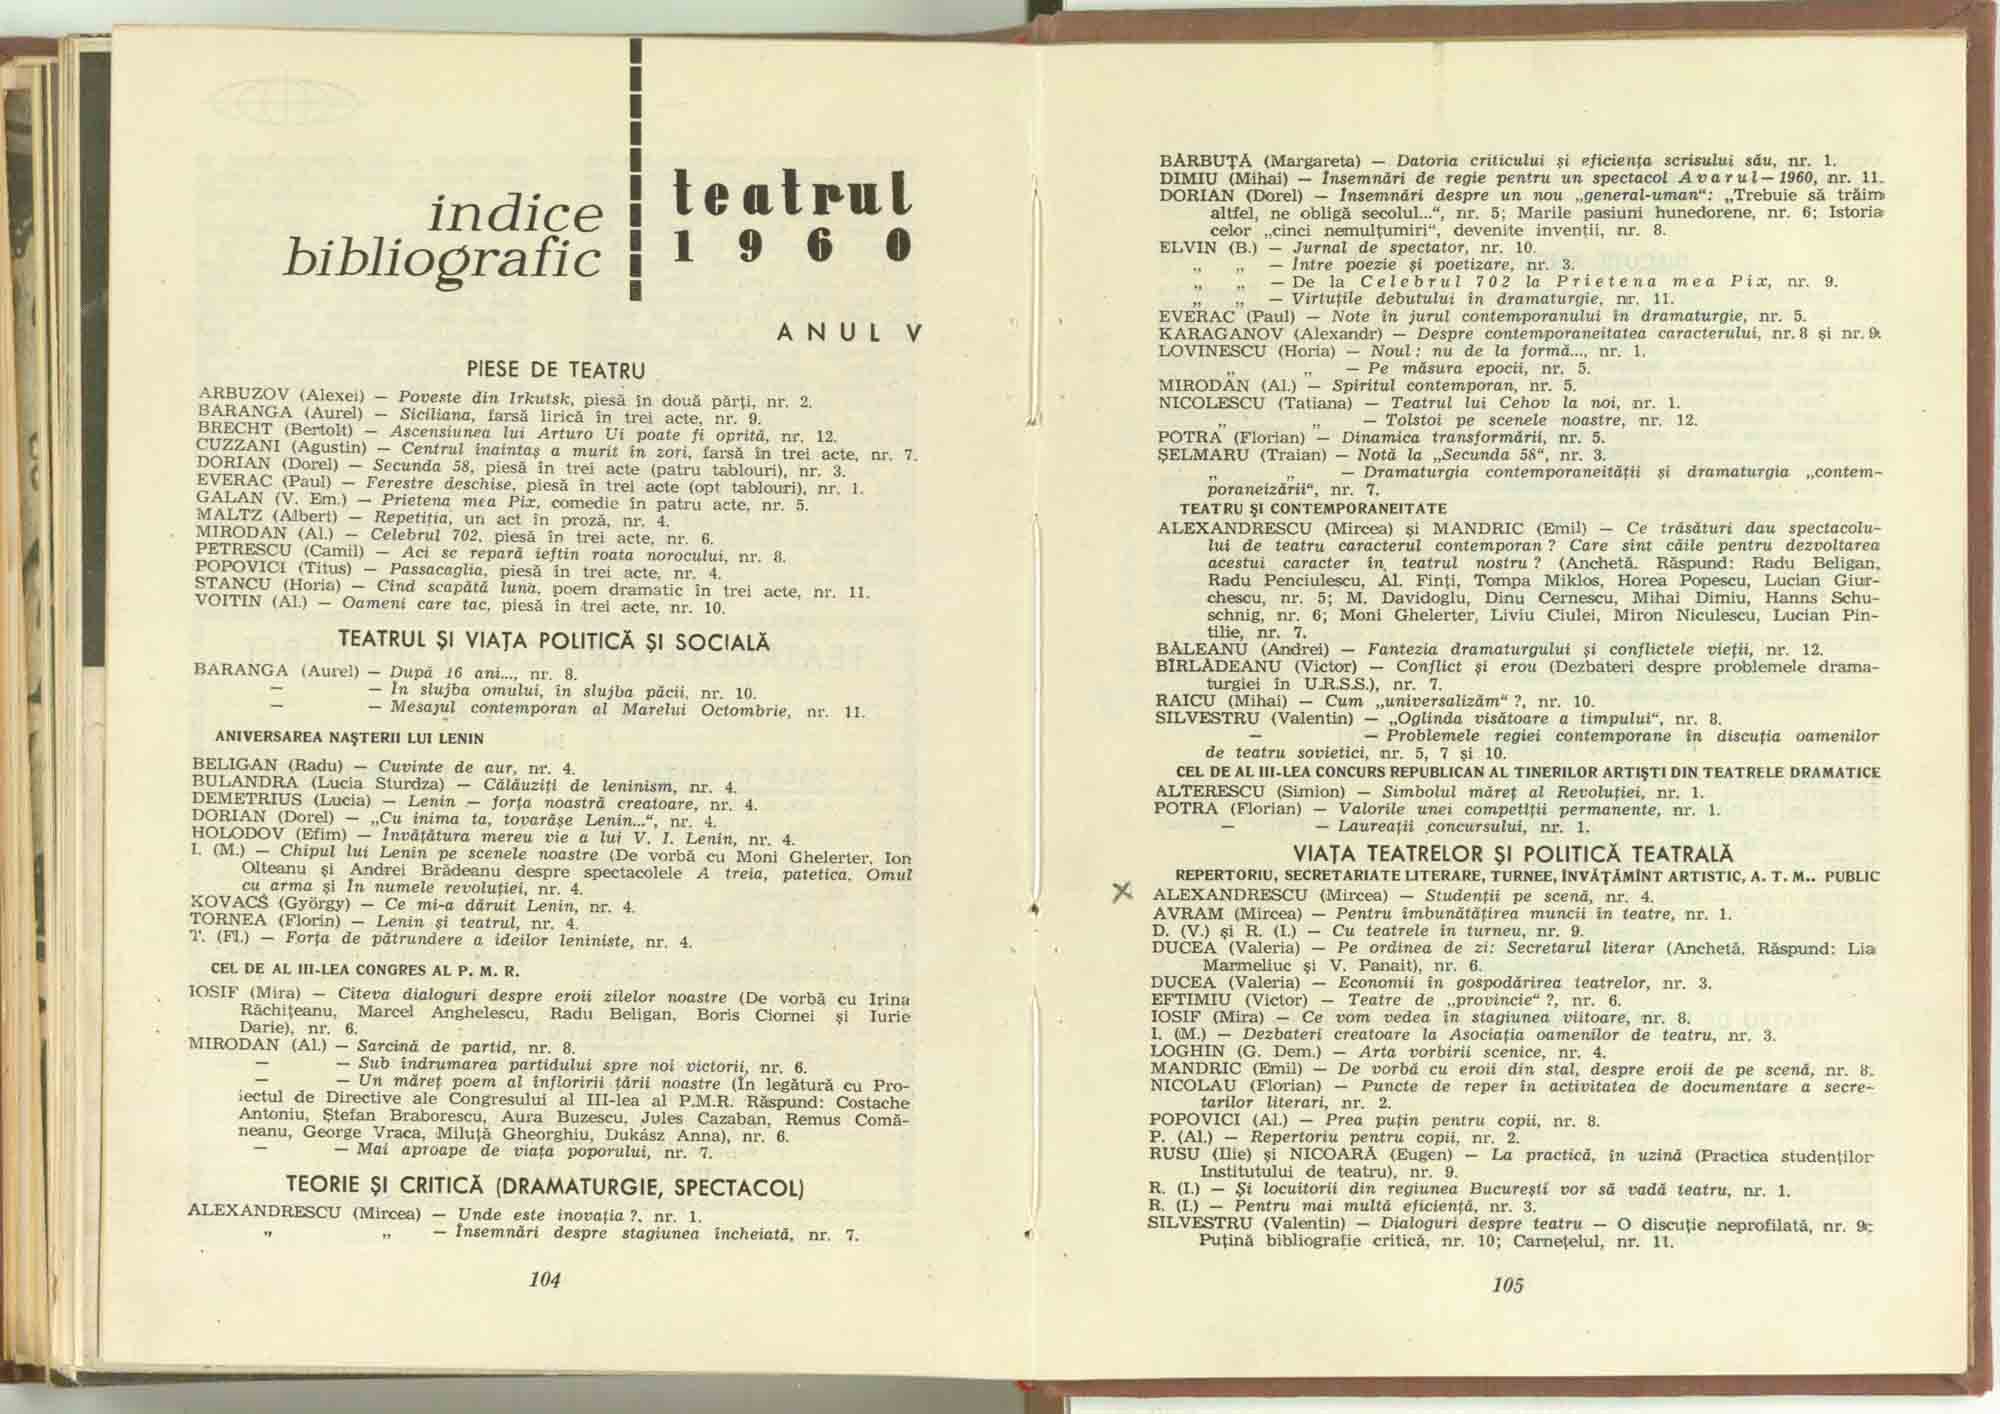 indice
bibliografic
teatrul
1960
ANUL V
PIESE DE TEATRU
ARBUZOV (Alexei) — Poveste din Irkutsk, piesă în două părți, nr. 2.
BARANGA (Aurel) — Siciliana, farsă lirică în trei acte, nr. 9.
BRECHT (Bertolt) — Ascensiunea lui Arturo Ui poate fi oprită, nr. 12.
CUZZANI (Agustin) — Centrul înaintaș a murit în zori, farsă în trei acte, nr. 7.
DORIAN (Dorel) — Secunda 58, piesă în trei acte (patru tablouri), nr. 3.
EVERAC (Paul) — Ferestre deschise, piesă în trei acte (opt tablouri), nr. 1.
GALAN (V. Em.) — Prietena mea Pix, comedie în patru acte, nr. 5.
MALTZ (Albert) — Repetiția, un act în proză, nr. 4.
MIRODAN (Al.) — Celebrul 702, piesă în trei acte, nr. 6.
PETRESCU (Camil) — Aci se repară ieftin roata norocului, nr. 8.
POPOVICI (Titus) — Passacaglia, piesă în trei acte, nr. 4.
STANCU (Horia) — Cînd scapătă luna, poem dramatic în trei acte, nr. 11.
VOITIN (Al.) — Oameni care tac, piesă în trei acte, nr. 10.
TEATRUL ȘI VIAȚA POLITICĂ ȘI SOCIALĂ
BARANGA (Aurel) — După 16 ani..., nr. 8.
— — În slujba omului, în slujba păcii, nr. 10.
— — Mesajul contemporan al Marelui Octombrie, nr. 11.
ANIVERSAREA NAȘTERII LUI LENIN
BELIGAN (Radu) — Cuvinte de aur, nr. 4.
BULANDRA (Lucia Sturdza) — Călăuziți de leninism, nr. 4.
DEMETRIUS (Lucia) — Lenin — forța noastră creatoare, nr. 4.
DORIAN (Dorel) — „Cu inima ta, tovarășe Lenin...“, nr. 4.
HOLODOV (Efim) — Învățătura mereu vie a lui V. I. Lenin, nr. 4.
I. (M.) — Chipul lui Lenin pe scenele noastre (De vorbă cu Moni Ghelerter, Ion
Olteanu și Andrei Brădeanu despre spectacolele A treia, patetica, Omul
cu arma și În numele revoluției, nr. 4.
KOVACS (György) — Ce mi-a dăruit Lenin, nr. 4.
TORNEA (Florin) — Lenin și teatrul, nr. 4.
T. (Fl.) — Forța de pătrundere a ideilor leniniste, nr. 4.
CEL DE AL III-LEA CONGRES AL P. M. R.
IOSIF (Mira) — Cîteva dialoguri despre eroii zilelor noastre (De vorbă cu Irina
Răchițeanu, Marcel Anghelescu, Radu Beligan, Boris Ciornei și Iurie
Darie), nr. 6.
MIRODAN (Al.) — Sarcină de partid, nr. 8.
— — Sub îndrumarea partidului spre noi victorii, nr. 6.
— — Un măreț poem al înfloririi țării noastre (În legătură cu Pro-
iectul de Directive ale Congresului al III-lea al P.M.R. Răspund: Costache
Antoniu, Ștefan Braborescu, Aura Buzescu, Jules Cazaban, Remus Comă-
neanu, George Vraca, Miluță Gheorghiu, Dukász Anna), nr. 6.
— — Mai aproape de viața poporului, nr. 7.
TEORIE ȘI CRITICĂ (DRAMATURGIE, SPECTACOL)
ALEXANDRESCU (Mircea) — Unde este inovația?, nr. 1.
„ „ — Însemnări despre stagiunea încheiată, nr. 7.
104
BĂRBUȚĂ (Margareta) — Datoria criticului și eficiența scrisului său, nr. 1.
DIMIU (Mihai) — Însemnări de regie pentru un spectacol Avarul—1960, nr. 11.
DORIAN (Dorel) — Însemnări despre un nou „general-uman“: „Trebuie să trăim
altfel, ne obligă secolul...“, nr. 5; Marile pasiuni hunedorene, nr. 6; Istoria
celor „cinci nemulțumiri“, devenite invenții, nr. 8.
ELVIN (B.) — Jurnal de spectator, nr. 10.
„ „ — Între poezie și poetizare, nr. 3.
„ „ — De la Celebrul 702 la Prietena mea Pix, nr. 9.
„ „ — Virtuțile debutului în dramaturgie, nr. 11.
EVERAC (Paul) — Note în jurul contemporanului în dramaturgie, nr. 5.
KARAGANOV (Alexandr) — Despre contemporaneitatea caracterului, nr. 8 și nr. 9.
LOVINESCU (Horia) — Noul: nu de la formă..., nr. 1.
„ „ — Pe măsura epocii, nr. 5.
MIRODAN (Al.) — Spiritul contemporan, nr. 5.
NICOLESCU (Tatiana) — Teatrul lui Cehov la noi, nr. 1.
„ „ — Tolstoi pe scenele noastre, nr. 12.
POTRA (Florian) — Dinamica transformării, nr. 5.
ȘELMARU (Traian) — Notă la „Secunda 58“, nr. 3.
„ „ — Dramaturgia contemporaneității și dramaturgia „contem-
poraneizării“, nr. 7.
TEATRU ȘI CONTEMPORANEITATE
ALEXANDRESCU (Mircea) și MANDRIC (Emil) — Ce trăsături dau spectacolu-
lui de teatru caracterul contemporan? Care sînt căile pentru dezvoltarea
acestui caracter în teatrul nostru? (Anchetă. Răspund: Radu Beligan,
Radu Penciulescu, Al. Finți, Tompa Miklos, Horea Popescu, Lucian Giur-
chescu, nr. 5; M. Davidoglu, Dinu Cernescu, Mihai Dimiu, Hanns Schu-
schnig, nr. 6; Moni Ghelerter, Liviu Ciulei, Miron Niculescu, Lucian Pin-
tilie, nr. 7.
BĂLEANU (Andrei) — Fantezia dramaturgului și conflictele vieții, nr. 12.
BÎRLĂDEANU (Victor) — Conflict și erou (Dezbateri despre problemele drama-
turgiei în U.R.S.S.), nr. 7.
RAICU (Mihai) — Cum „universalizăm“?, nr. 10.
SILVESTRU (Valentin) — „Oglinda visătoare a timpului“, nr. 8.
— — Problemele regiei contemporane în discuția oamenilor
de teatru sovietici, nr. 5, 7 și 10.
CEL DE AL III-LEA CONCURS REPUBLICAN AL TINERILOR ARTIȘTI DIN TEATRELE DRAMATICE
ALTERESCU (Simion) — Simbolul măreț al Revoluției, nr. 1.
POTRA (Florian) — Valorile unei competiții permanente, nr. 1.
— — Laureații concursului, nr. 1.
VIAȚA TEATRELOR ȘI POLITICĂ TEATRALĂ
REPERTORIU, SECRETARIATE LITERARE, TURNEE, ÎNVĂȚĂMÎNT ARTISTIC, A. T. M.. PUBLIC
ALEXANDRESCU (Mircea) — Studenții pe scenă, nr. 4.
AVRAM (Mircea) — Pentru îmbunătățirea muncii în teatre, nr. 1.
D. (V.) și R. (I.) — Cu teatrele în turneu, nr. 9.
DUCEA (Valeria) — Pe ordinea de zi: Secretarul literar (Anchetă. Răspund: Lia
Marmeliuc și V. Panait), nr. 6.
DUCEA (Valeria) — Economii în gospodărirea teatrelor, nr. 3.
EFTIMIU (Victor) — Teatre de „provincie“?, nr. 6.
IOSIF (Mira) — Ce vom vedea în stagiunea viitoare, nr. 8.
I. (M.) — Dezbateri creatoare la Asociația oamenilor de teatru, nr. 3.
LOGHIN (G. Dem.) — Arta vorbirii scenice, nr. 4.
MANDRIC (Emil) — De vorbă cu eroii din stal, despre eroii de pe scenă, nr. 8.
NICOLAU (Florian) — Puncte de reper în activitatea de documentare a secre-
tarilor literari, nr. 2.
POPOVICI (Al.) — Prea puțin pentru copii, nr. 8.
P. (Al.) — Repertoriu pentru copii, nr. 2.
RUSU (Ilie) și NICOARĂ (Eugen) — La practică, în uzină (Practica studenților
Institutului de teatru), nr. 9.
R. (I.) — Și locuitorii din regiunea București vor să vadă teatru, nr. 1.
R. (I.) — Pentru mai multă eficiență, nr. 3.
SILVESTRU (Valentin) — Dialoguri despre teatru — O discuție neprofilată, nr. 9;
Puțină bibliografie critică, nr. 10; Carnețelul, nr. 11.
105